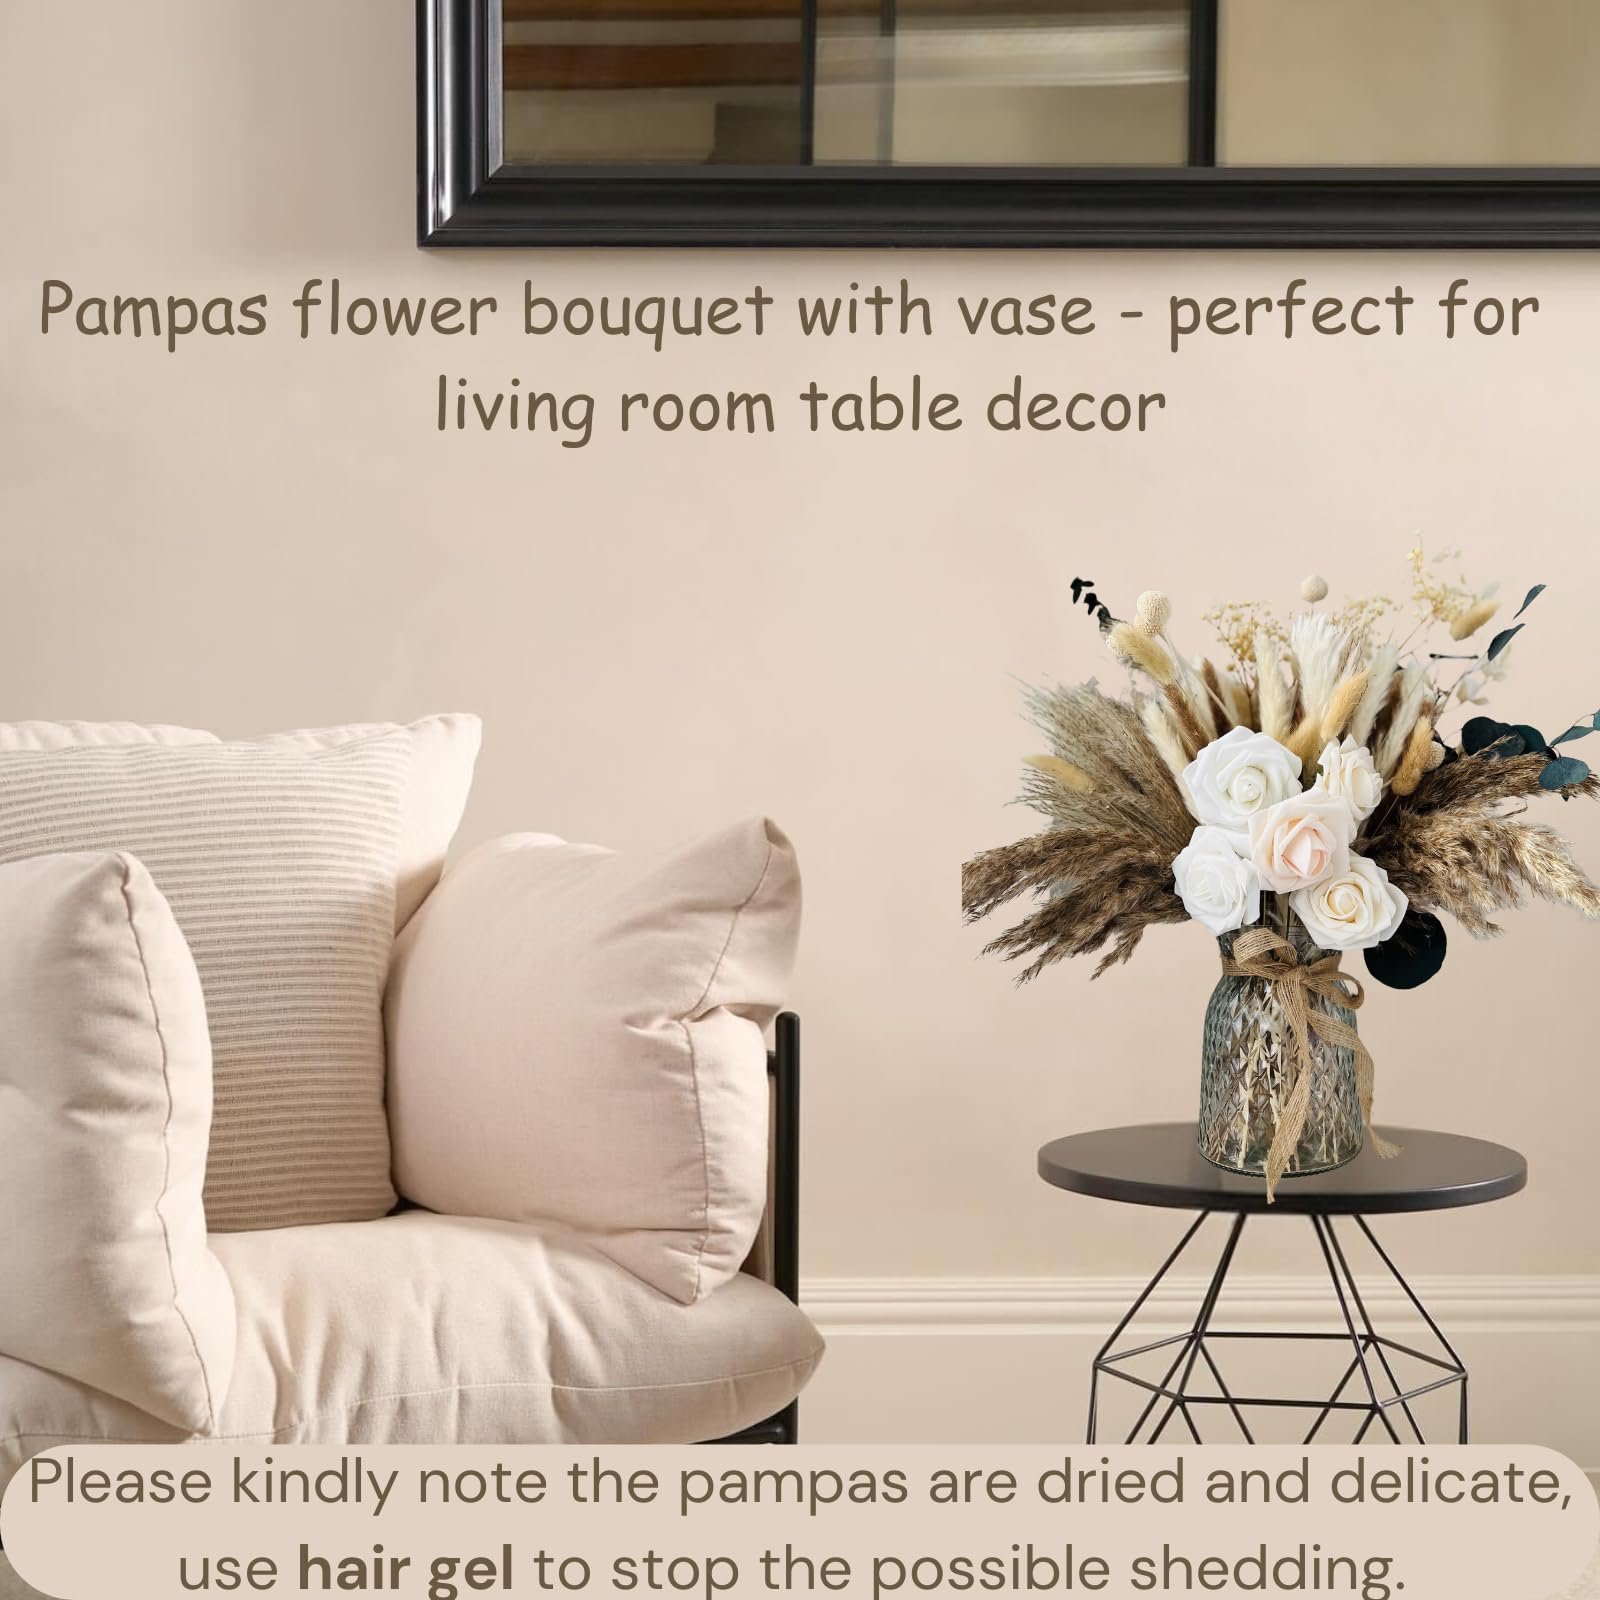 Pampas flower bouquet with vase - perfect for
living room table decor
Please kindly note the pampas are dried and delicate,
use hair gel to stop the possible shedding.